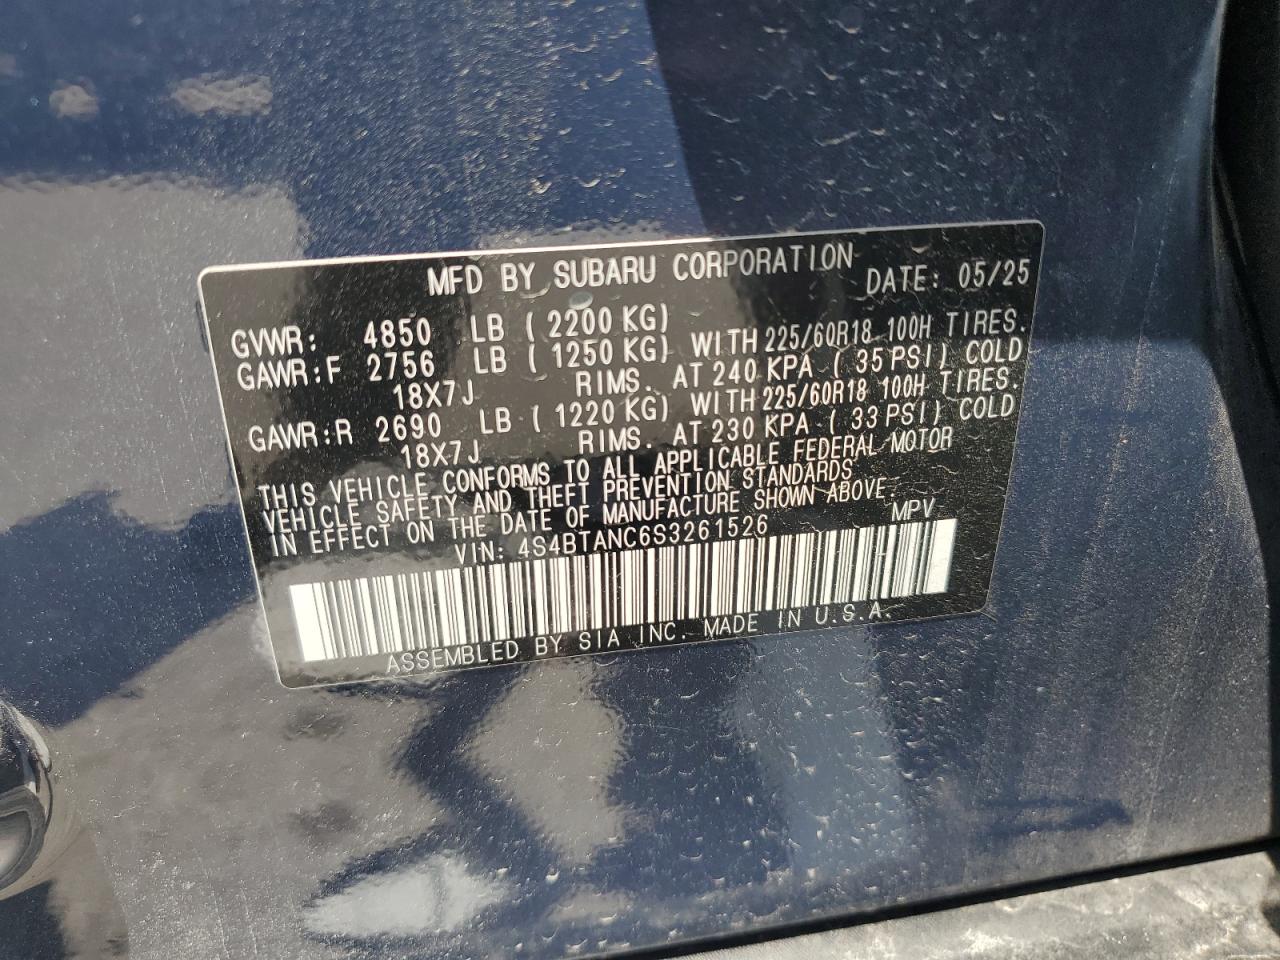 MFD BY SUBARU CORPORATION DATE: 05/25
GVWR: 4850 LB ( 2200 KG)
GAWR:F 2756 LB ( 1250 KG) WITH 225/60R18 100H TIRES.
18X7J RIMS. AT 240 KPA ( 35 PSI) COLD
GAWR:R 2690 LB ( 1220 KG) WITH 225/60R18 100H TIRES.
18X7J RIMS. AT 230 KPA ( 33 PSI) COLD
THIS VEHICLE CONFORMS TO ALL APPLICABLE FEDERAL MOTOR
VEHICLE SAFETY AND THEFT PREVENTION STANDARDS
IN EFFECT ON THE DATE OF MANUFACTURE SHOWN ABOVE.
VIN: 4S4BTANC6S3261526 MPV
ASSEMBLED BY SIA INC. MADE IN U.S.A.